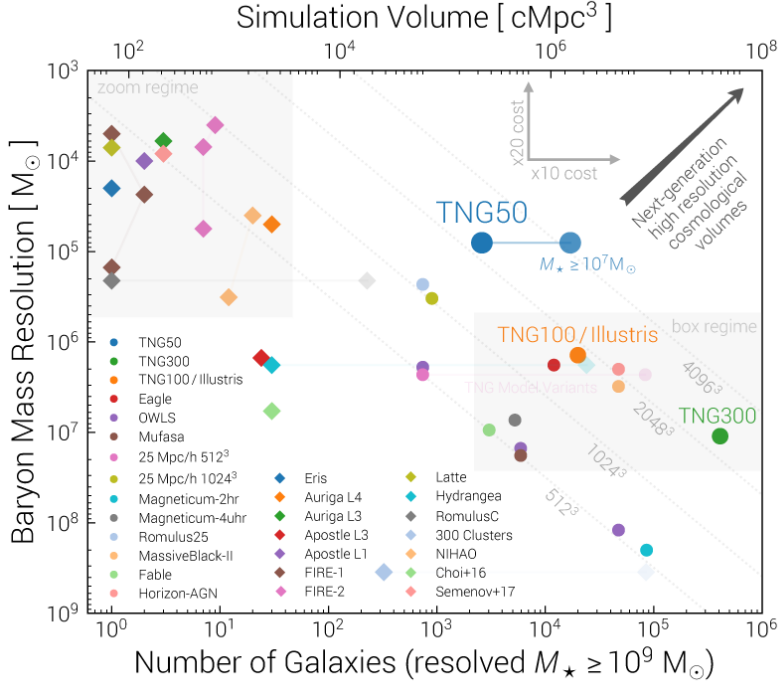 Simulation Volume [ cMpc³ ]
10² 10⁴ 10⁶ 10⁸
10³
10⁴
10⁵
10⁶
10⁷
10⁸
10⁹
Baryon Mass Resolution [ M☉ ]
zoom regime
x20 cost
x10 cost
Next-generation
high resolution
cosmological
volumes
TNG50
M⋆ ≥ 10⁷ M☉
box regime
TNG100 / Illustris
TNG Model Variants
TNG300
4096³
2048³
1024³
512³
TNG50
TNG300
TNG100 / Illustris
Eagle
OWLS
Mufasa
25 Mpc/h 512³
25 Mpc/h 1024³
Magneticum-2hr
Magneticum-4uhr
Romulus25
MassiveBlack-II
Fable
Horizon-AGN
Eris
Auriga L4
Auriga L3
Apostle L3
Apostle L1
FIRE-1
FIRE-2
Latte
Hydrangea
RomulusC
300 Clusters
NIHAO
Choi+16
Semenov+17
10⁰ 10¹ 10² 10³ 10⁴ 10⁵ 10⁶
Number of Galaxies (resolved M⋆ ≥ 10⁹ M☉)